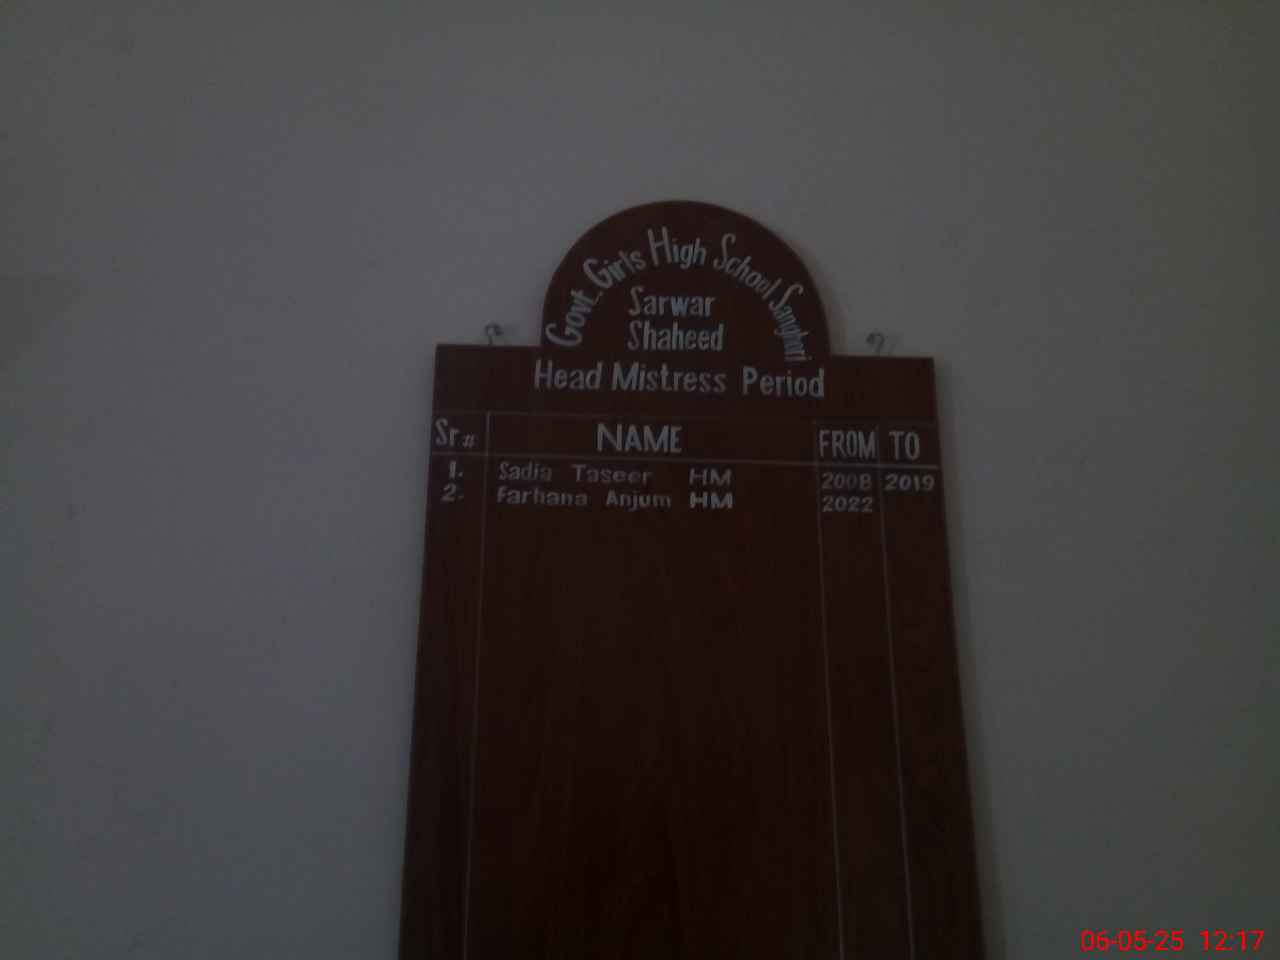 Govt. Girls High School Sanghori
Sarwar
Shaheed
Head Mistress Period
Sr# NAME FROM TO
1. Sadia Taseer HM 2008 2019
2. Farhana Anjum HM 2022
06-05-25 12:17